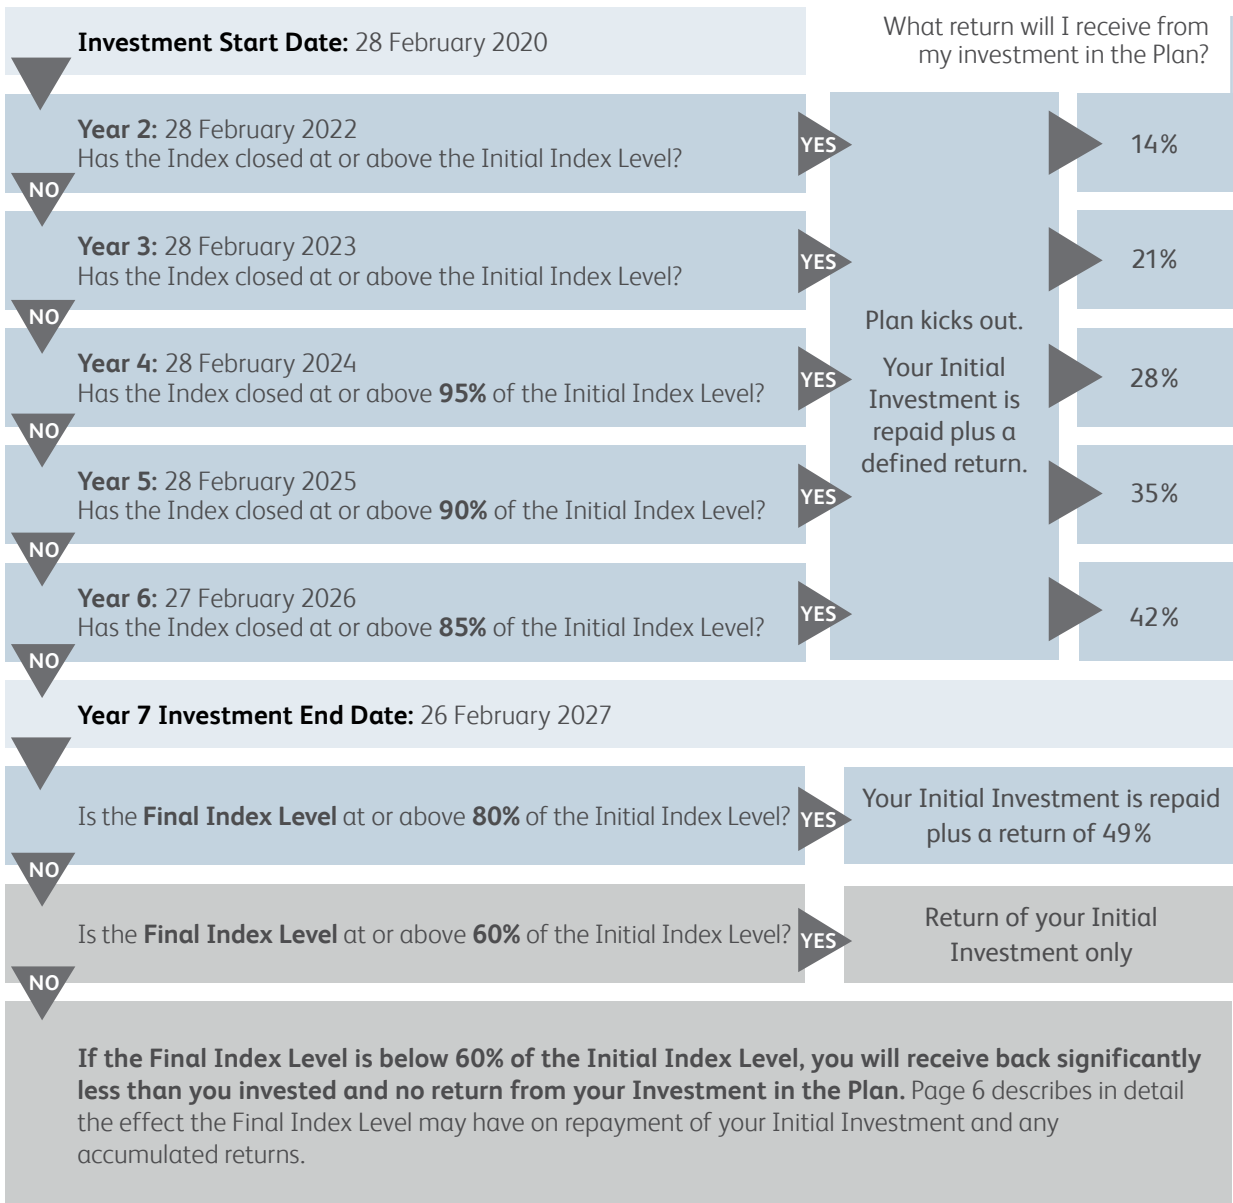 Investment Start Date: 28 February 2020
What return will I receive from
my investment in the Plan?
Year 2: 28 February 2022
Has the Index closed at or above the Initial Index Level?
YES
14%
NO
Year 3: 28 February 2023
Has the Index closed at or above the Initial Index Level?
YES
21%
NO
Year 4: 28 February 2024
Has the Index closed at or above 95% of the Initial Index Level?
YES
28%
NO
Year 5: 28 February 2025
Has the Index closed at or above 90% of the Initial Index Level?
YES
35%
NO
Year 6: 27 February 2026
Has the Index closed at or above 85% of the Initial Index Level?
YES
42%
Plan kicks out.
Your Initial
Investment is
repaid plus a
defined return.
NO
Year 7 Investment End Date: 26 February 2027
Is the Final Index Level at or above 80% of the Initial Index Level?
YES
Your Initial Investment is repaid
plus a return of 49%
NO
Is the Final Index Level at or above 60% of the Initial Index Level?
YES
Return of your Initial
Investment only
NO
If the Final Index Level is below 60% of the Initial Index Level, you will receive back significantly
less than you invested and no return from your Investment in the Plan. Page 6 describes in detail
the effect the Final Index Level may have on repayment of your Initial Investment and any
accumulated returns.